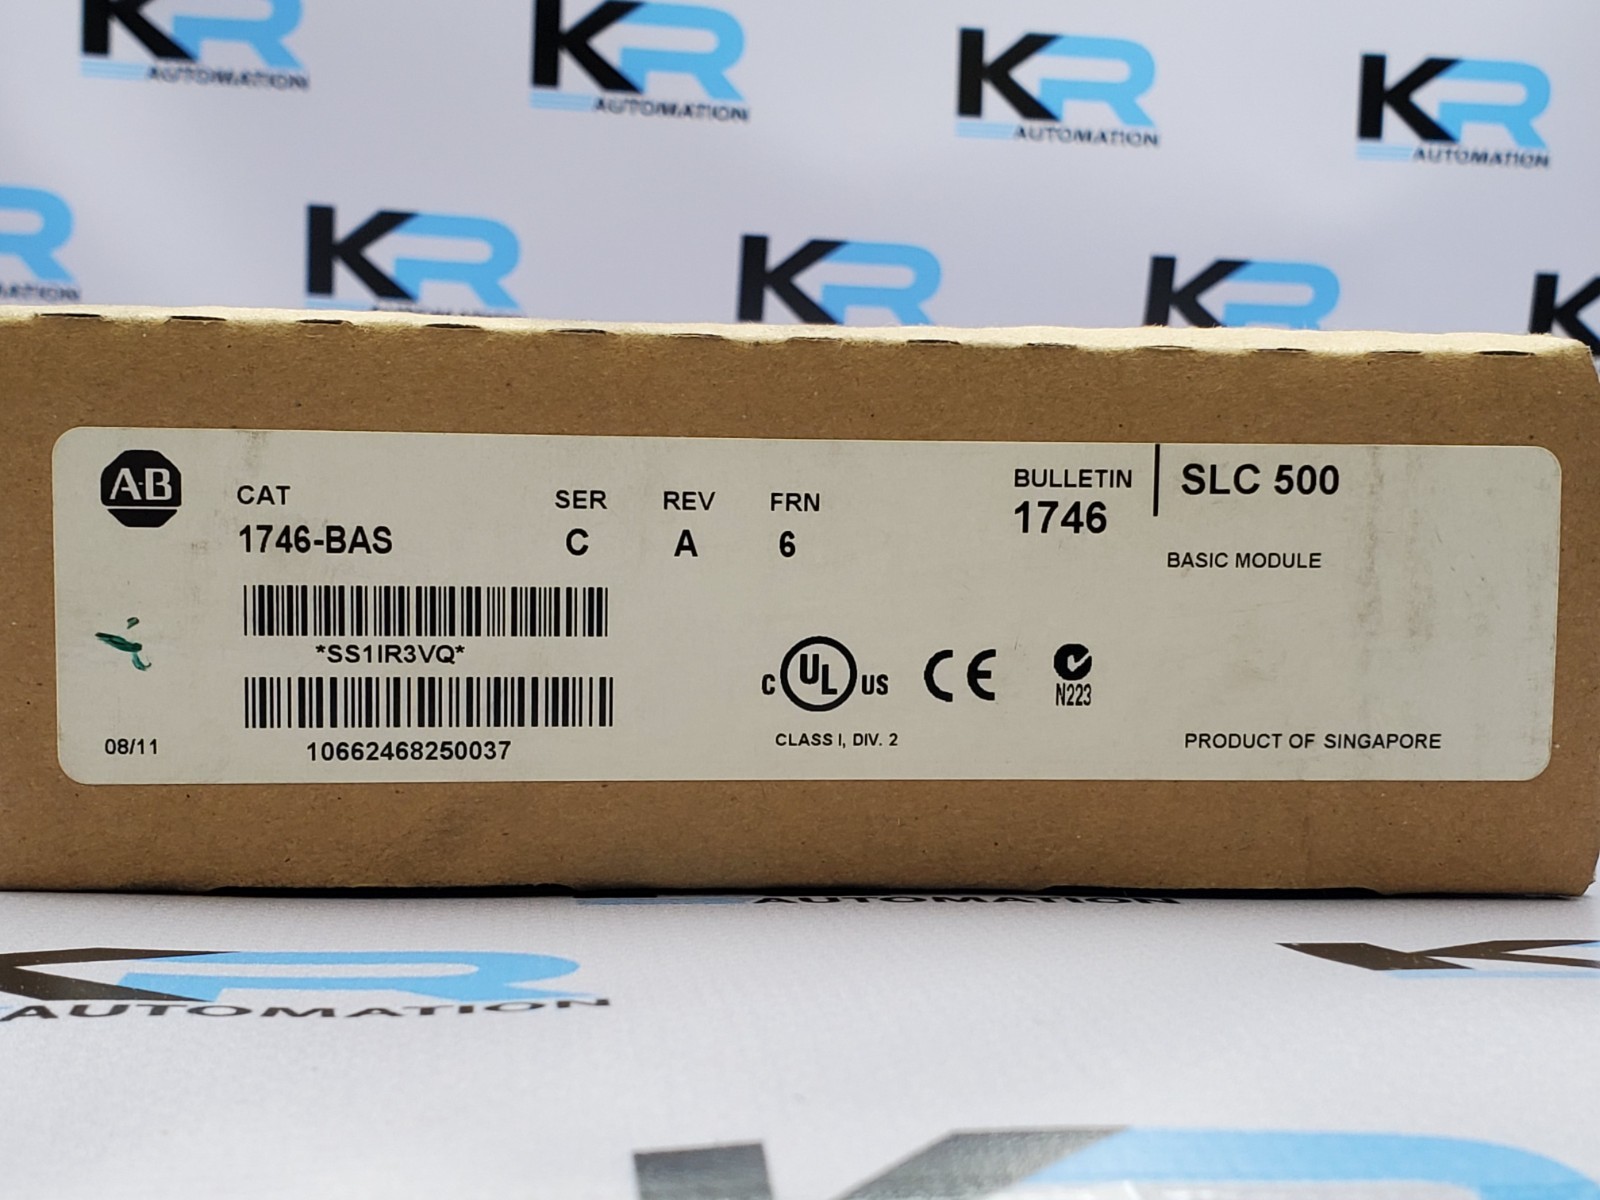 KR AUTOMATION
KR AUTOMATION
KR AUTOMATION
KR AUTOMATION
KR
KR
KR
A-B
CAT
1746-BAS
SER
C
REV
A
FRN
6
BULLETIN
1746
SLC 500
BASIC MODULE
*SS1IR3VQ*
10662468250037
08/11
C UL US
CLASS I, DIV. 2
CE
N223
PRODUCT OF SINGAPORE
AUTOMATION
KR
AUTOMATION